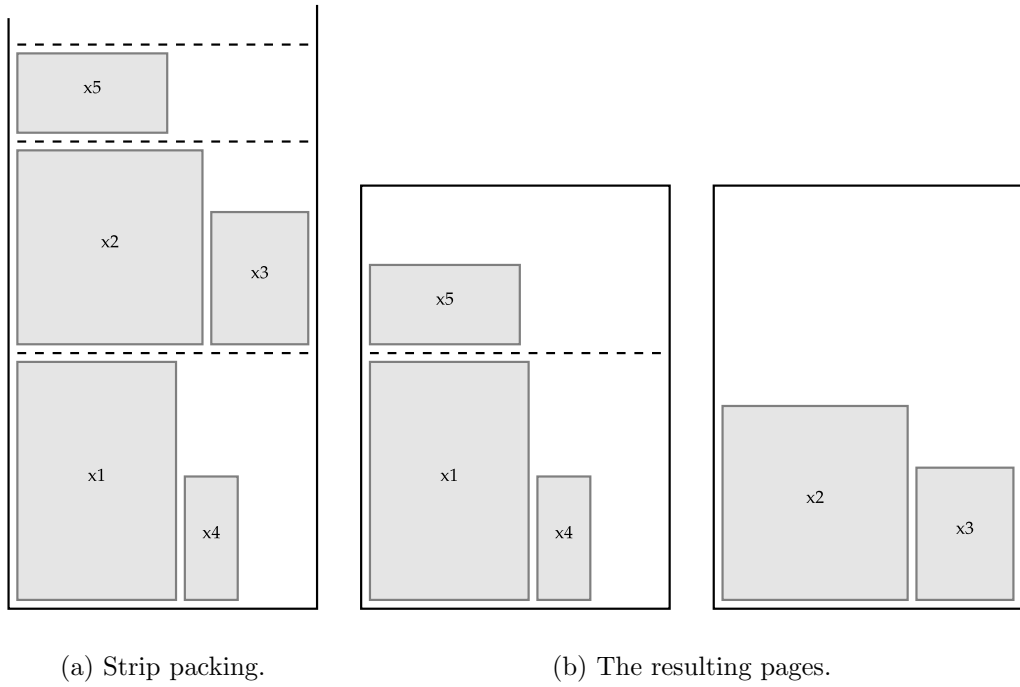 x5
x2
x3
x1
x4
x5
x1
x4
x2
x3
(a) Strip packing.
(b) The resulting pages.